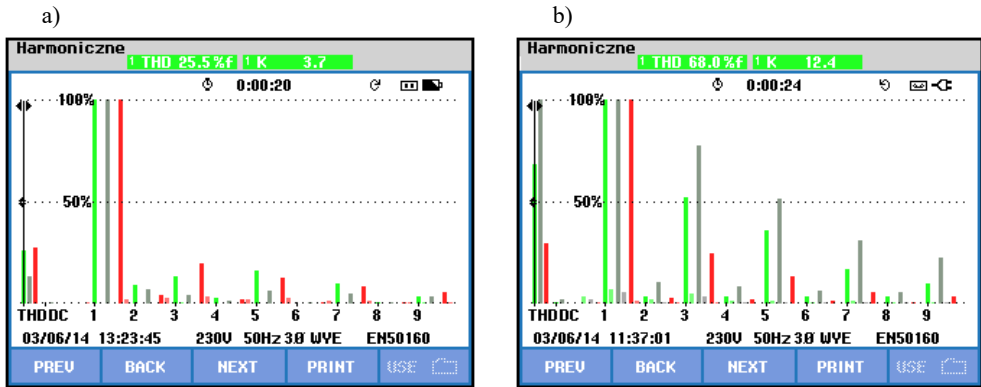 a)
Harmoniczne
1 THD 25.5%f 1 K 3.7
0:00:20
100%
50%
THDDC 1 2 3 4 5 6 7 8 9
03/06/14 13:23:45 230V 50Hz 3Ø WYE EN50160
PREV BACK NEXT PRINT USE
b)
Harmoniczne
1 THD 68.0%f 1 K 12.4
0:00:24
100%
50%
THDDC 1 2 3 4 5 6 7 8 9
03/06/14 11:37:01 230V 50Hz 3Ø WYE EN50160
PREV BACK NEXT PRINT USE